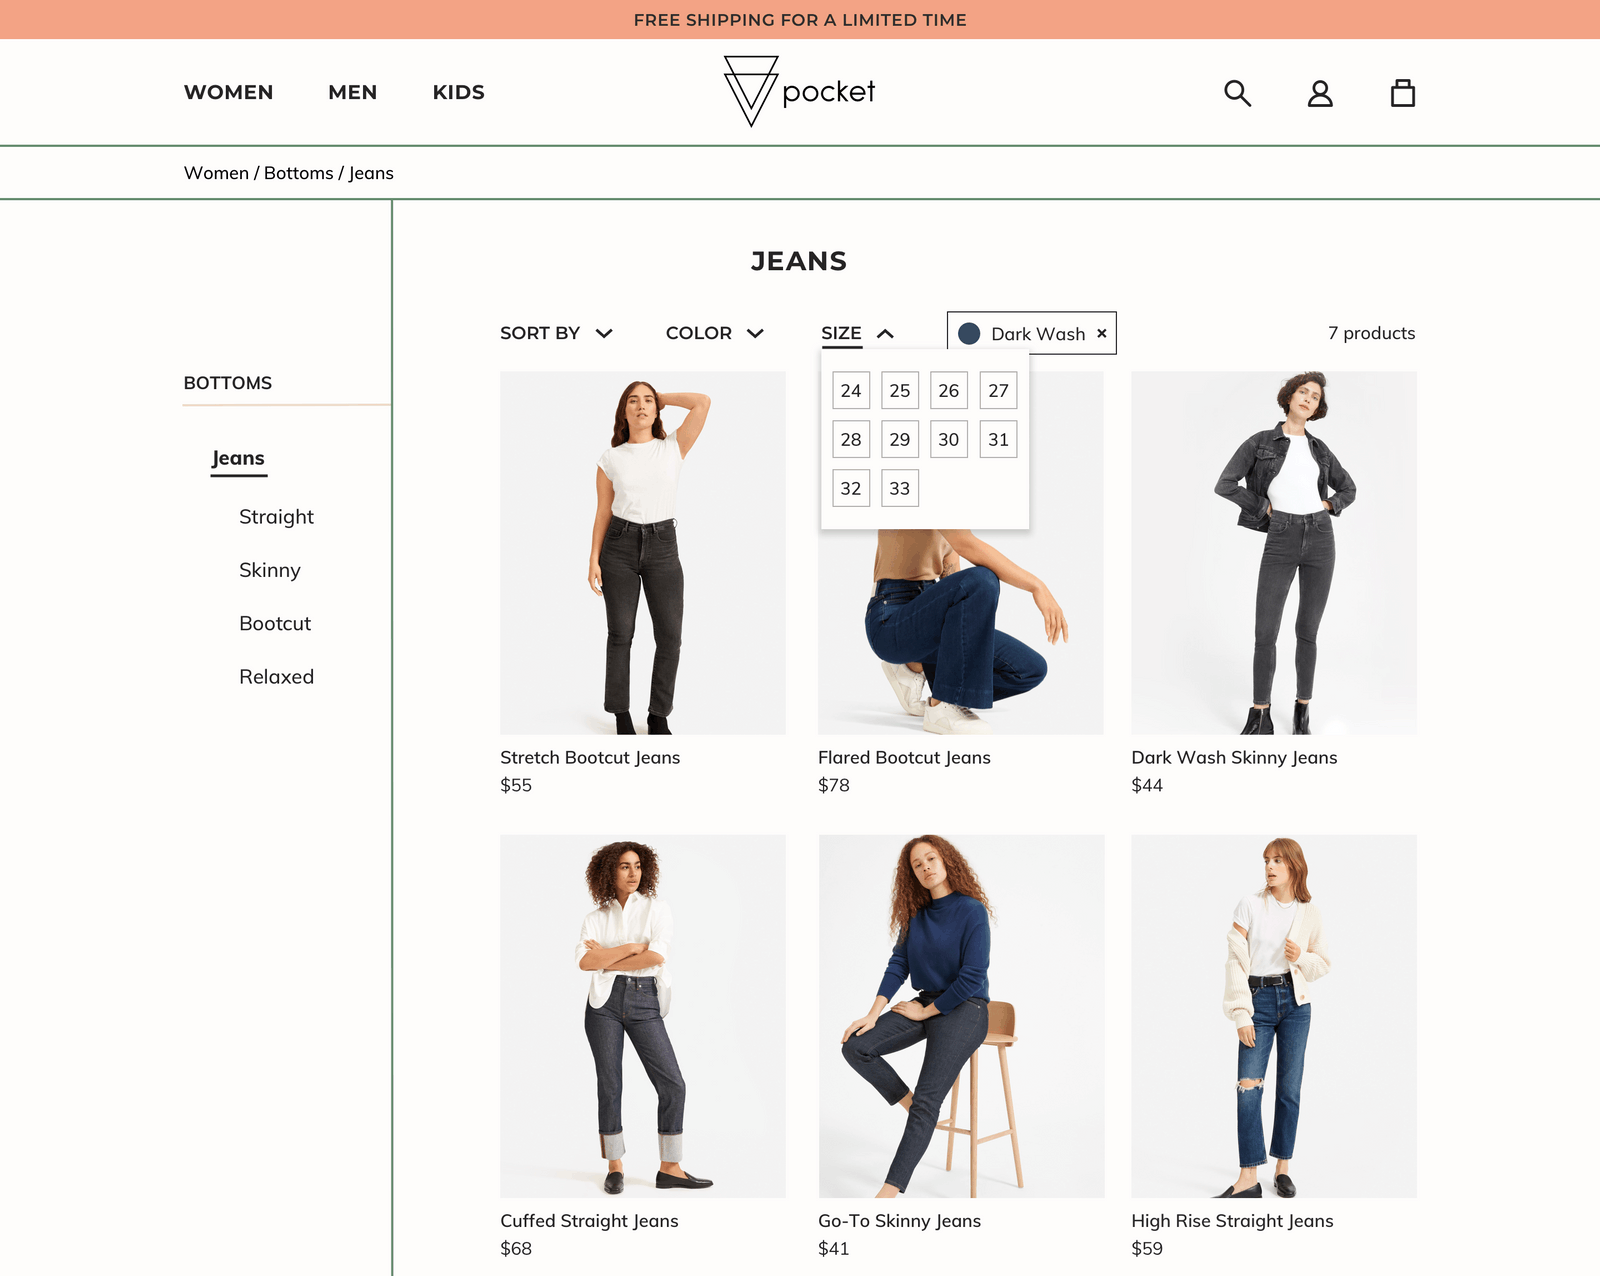 FREE SHIPPING FOR A LIMITED TIME
WOMEN MEN KIDS pocket
Women / Bottoms / Jeans
JEANS
SORT BY COLOR SIZE Dark Wash × 7 products
BOTTOMS
Jeans
Straight
Skinny
Bootcut
Relaxed
24 25 26 27
28 29 30 31
32 33
Stretch Bootcut Jeans
$55
Flared Bootcut Jeans
$78
Dark Wash Skinny Jeans
$44
Cuffed Straight Jeans
$68
Go-To Skinny Jeans
$41
High Rise Straight Jeans
$59